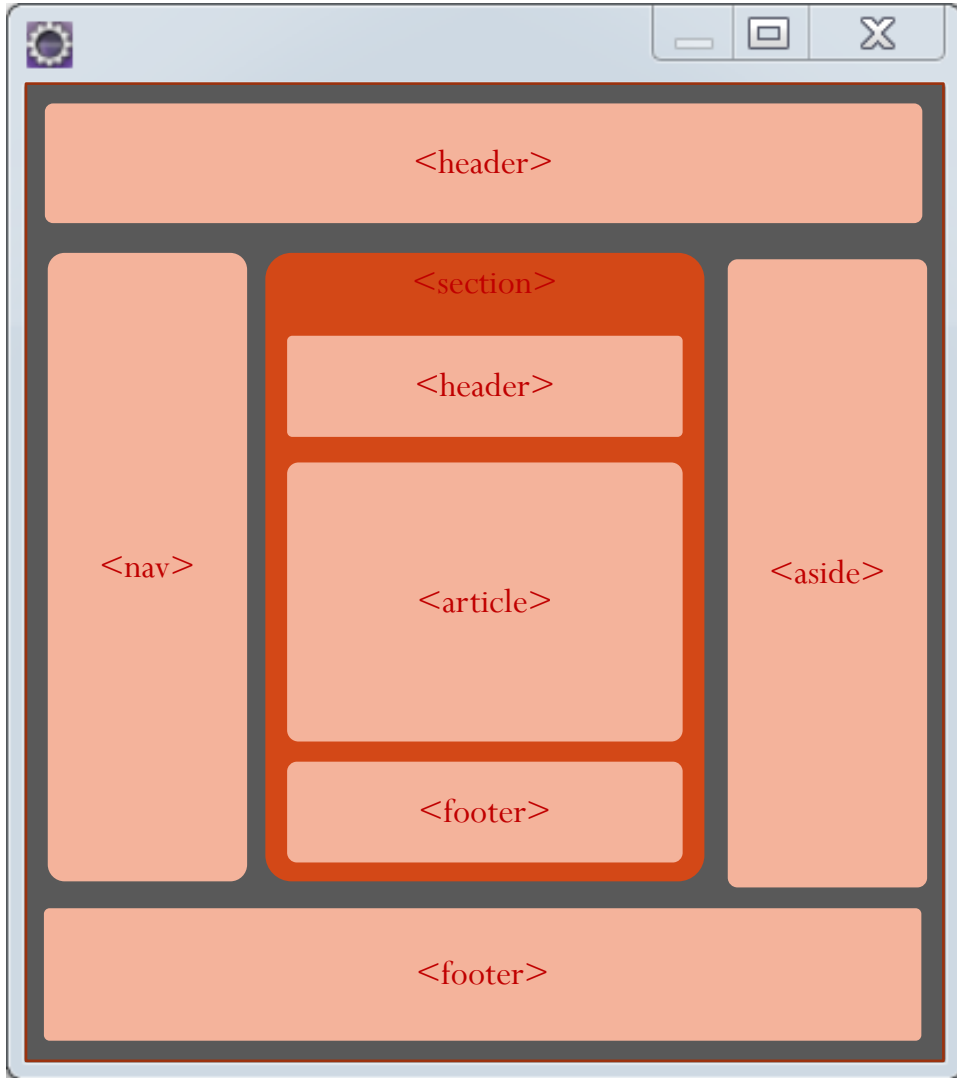 <header>
<section>
<header>
<nav>
<article>
<aside>
<footer>
<footer>